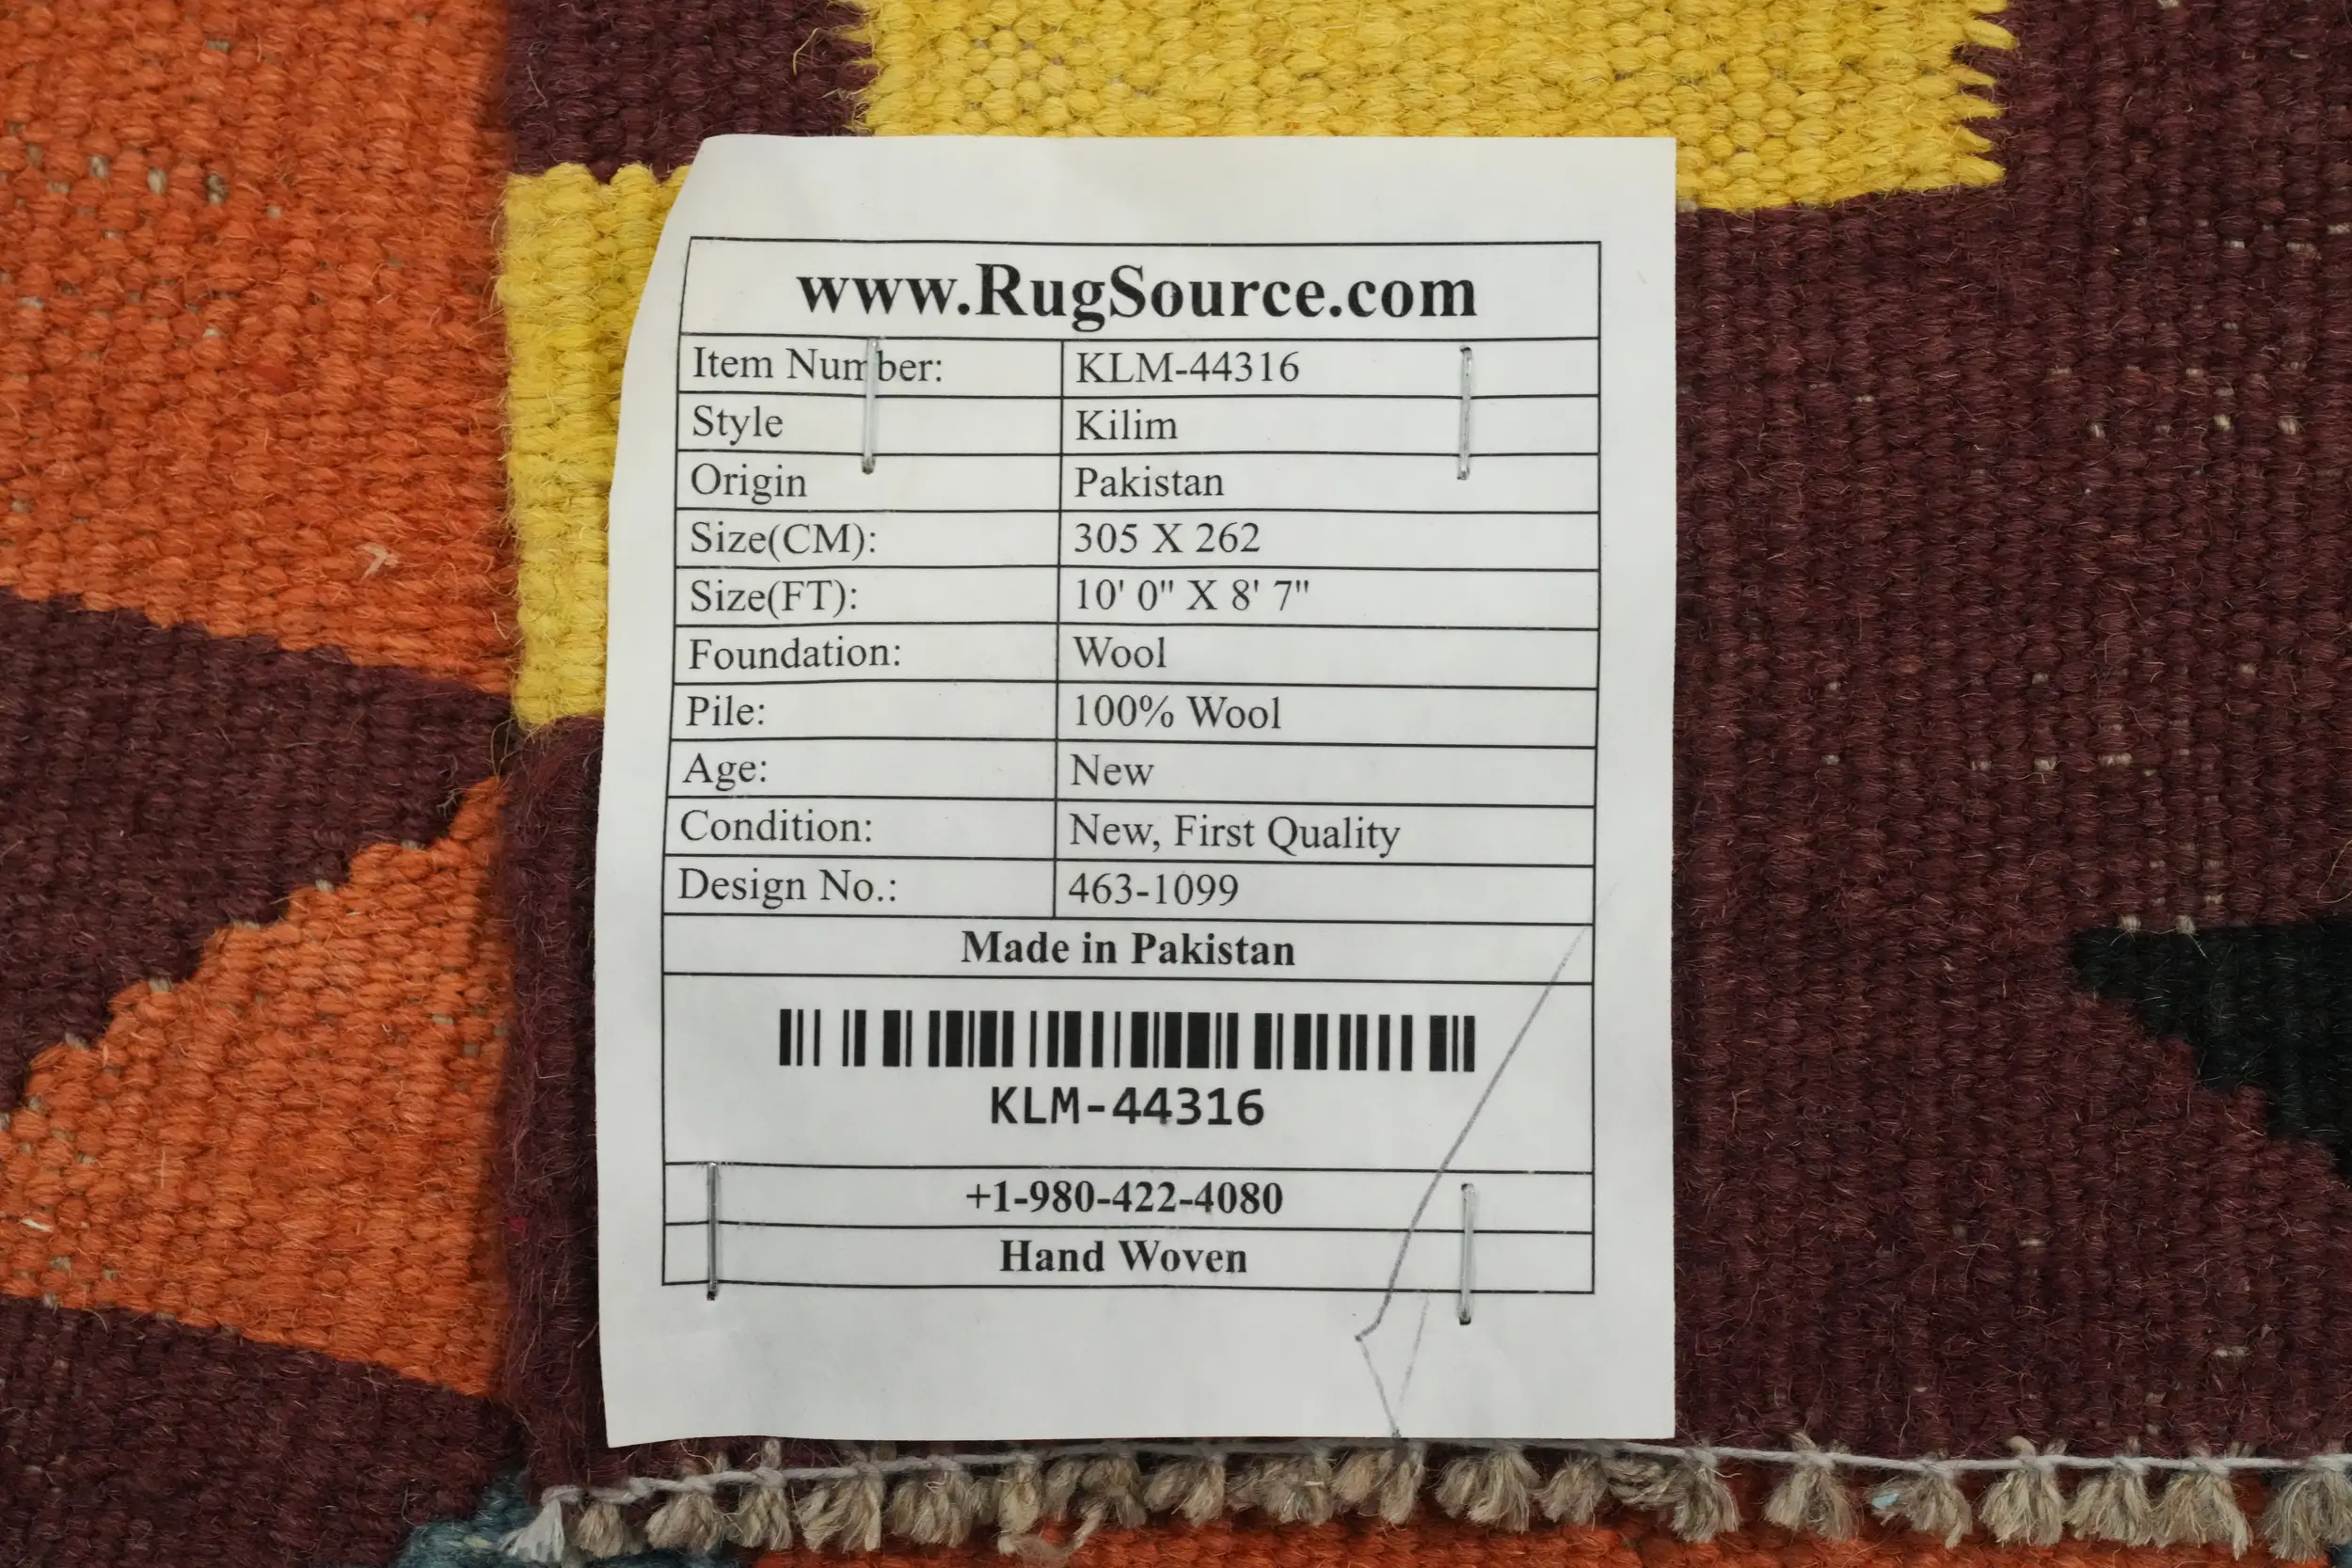 www.RugSource.com
Item Number: KLM-44316
Style Kilim
Origin Pakistan
Size(CM): 305 X 262
Size(FT): 10' 0" X 8' 7"
Foundation: Wool
Pile: 100% Wool
Age: New
Condition: New, First Quality
Design No.: 463-1099
Made in Pakistan
KLM-44316
+1-980-422-4080
Hand Woven